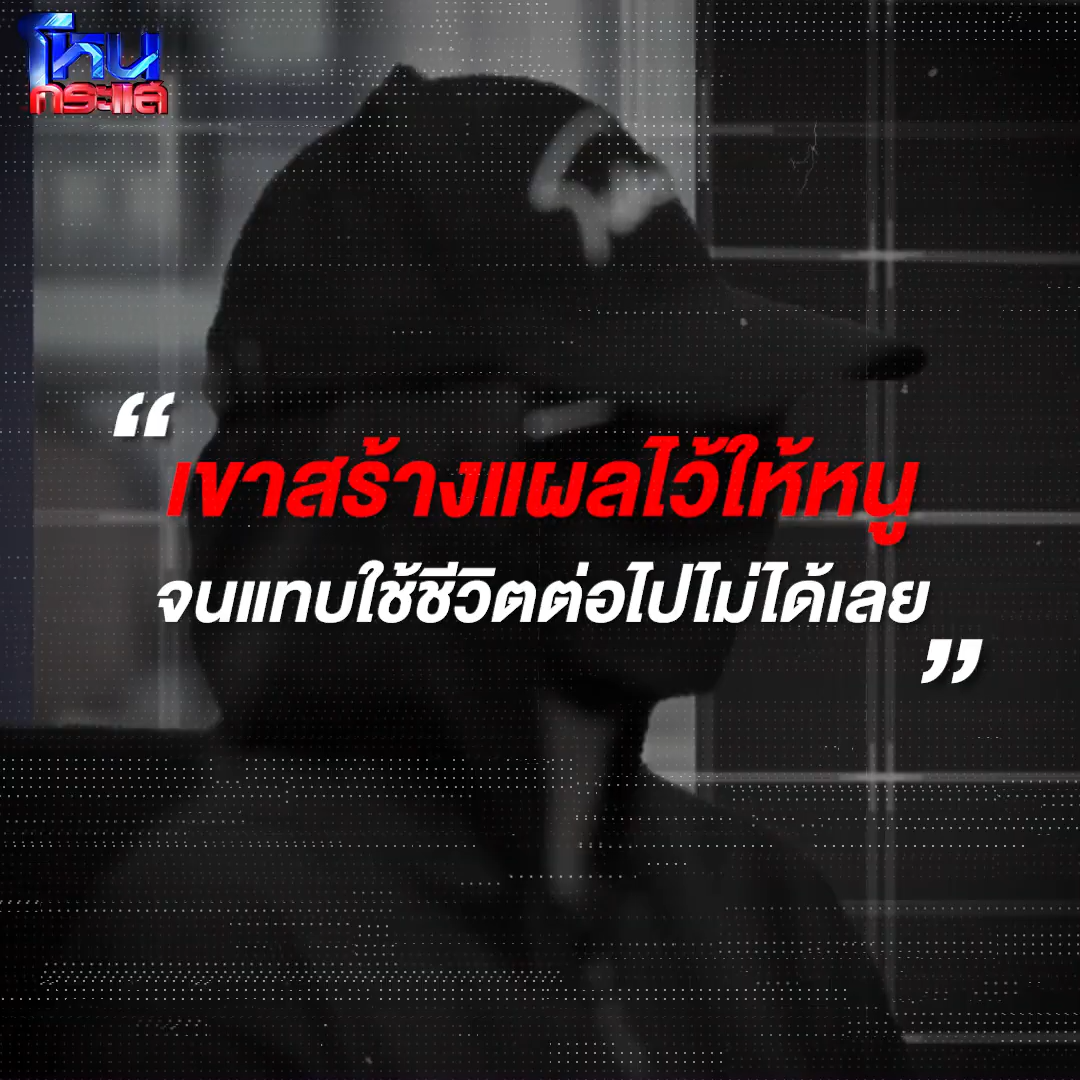 โหน
กระแส
“เขาสร้างแผลไว้ให้หนู
จนแทบใช้ชีวิตต่อไปไม่ได้เลย”